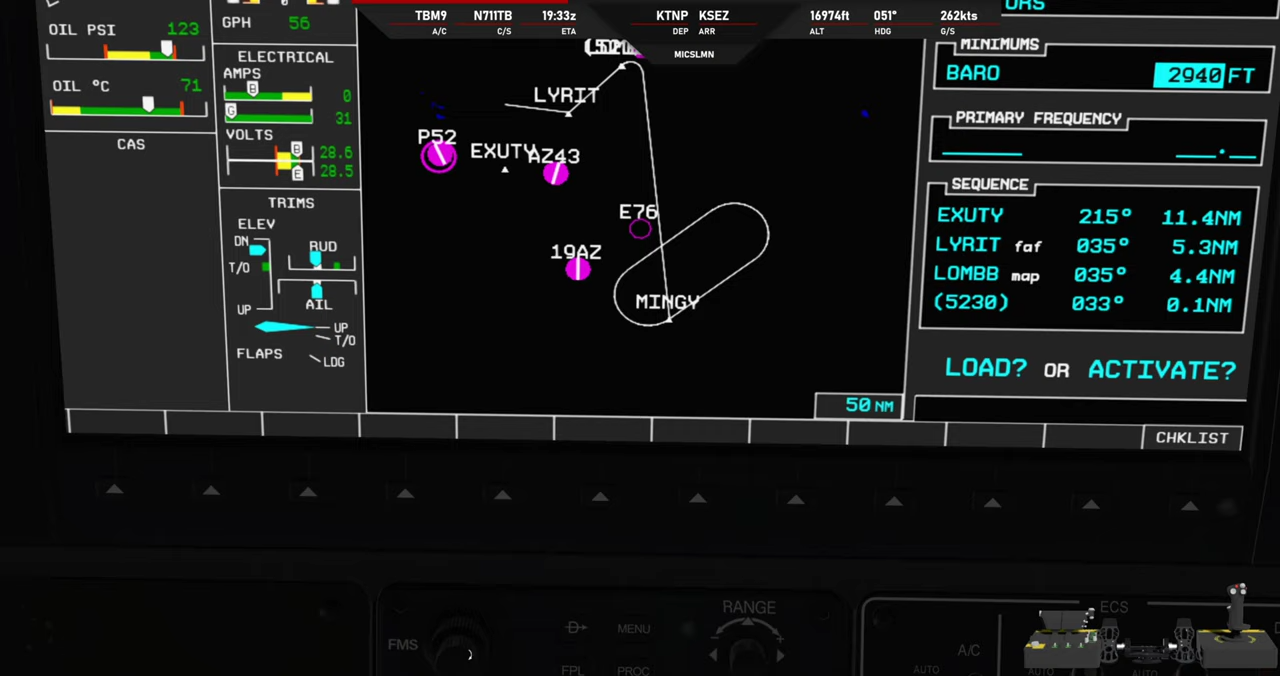 TBM9 N711TB 19:33z KTNP KSEZ 16974ft 051° 262kts
A/C C/S ETA DEP ARR ALT HDG G/S
MICSLMN
OIL PSI 123
OIL °C 71
CAS
GPH 56
ELECTRICAL
AMPS
B 0
G 31
VOLTS
B 28.6
E 28.5
TRIMS
ELEV
DN
T/O
UP
RUD
AIL
FLAPS
UP
T/O
LDG
LYRIT
P52
EXUTY
AZ43
E76
19AZ
MINGY
50 NM
MINIMUMS
BARO 2940 FT
PRIMARY FREQUENCY
___.__
SEQUENCE
EXUTY 215° 11.4NM
LYRIT faf 035° 5.3NM
LOMBB map 035° 4.4NM
(5230) 033° 0.1NM
LOAD? OR ACTIVATE?
CHKLIST
FMS
D
MENU
FPL
PROC
RANGE
- +
ECS
A/C
AUTO
AUTO
AUTO